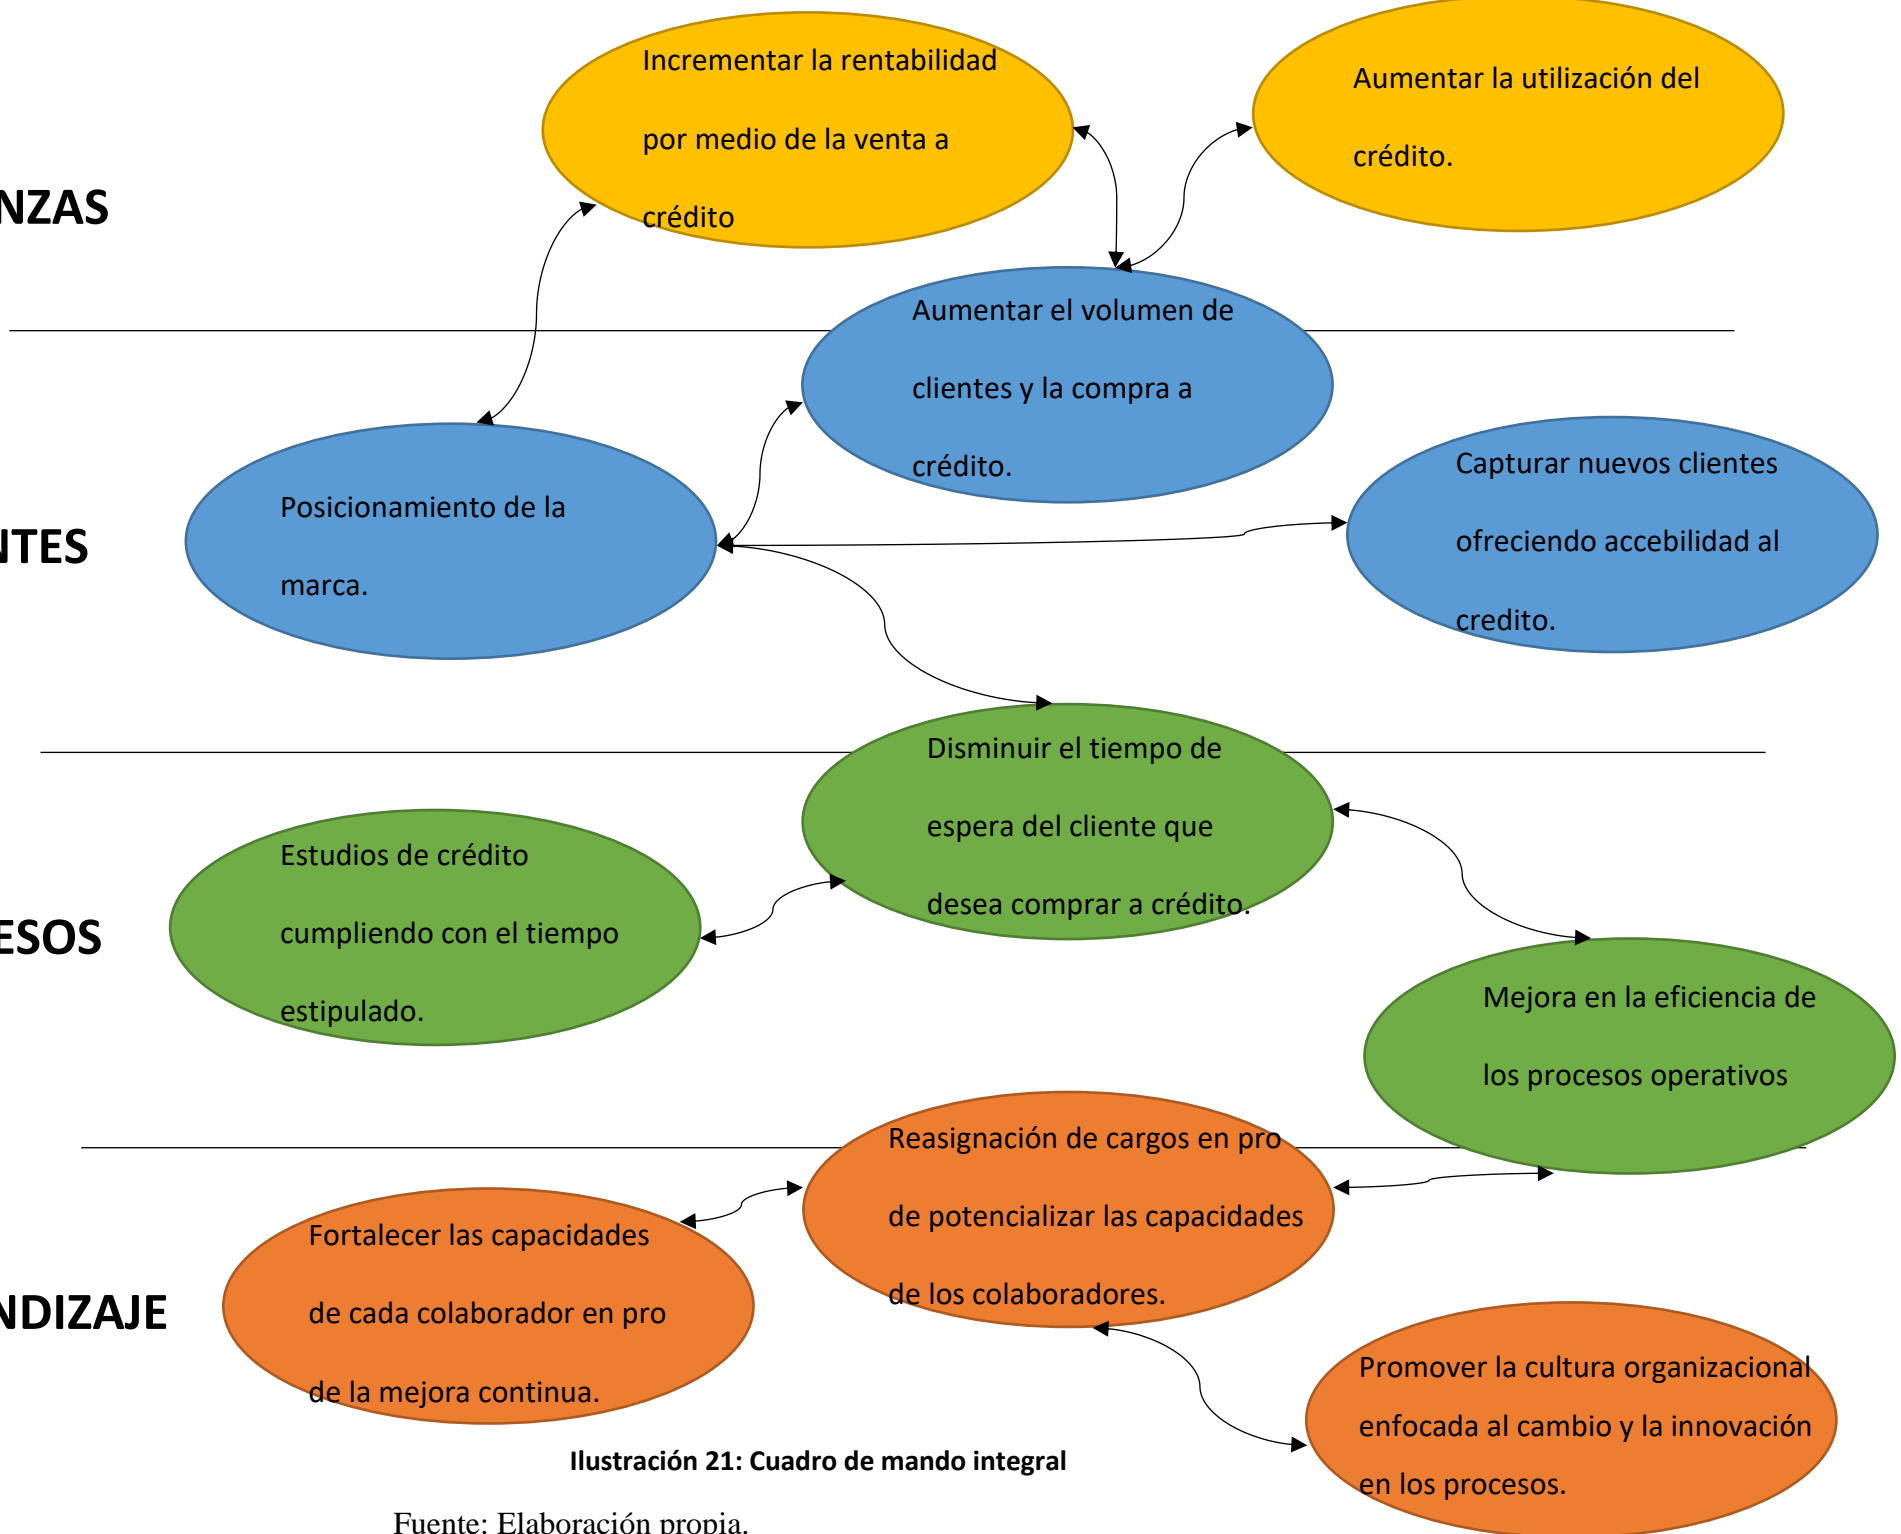 Incrementar la rentabilidad
por medio de la venta a
crédito
Aumentar la utilización del
crédito.
NZAS
Aumentar el volumen de
clientes y la compra a
crédito.
Posicionamiento de la
marca.
Capturar nuevos clientes
ofreciendo accebilidad al
credito.
NTES
Disminuir el tiempo de
espera del cliente que
desea comprar a crédito.
Estudios de crédito
cumpliendo con el tiempo
estipulado.
ESOS
Mejora en la eficiencia de
los procesos operativos
Reasignación de cargos en pro
de potencializar las capacidades
de los colaboradores.
Fortalecer las capacidades
de cada colaborador en pro
de la mejora continua.
NDIZAJE
Promover la cultura organizacional
enfocada al cambio y la innovación
en los procesos.
Ilustración 21: Cuadro de mando integral
Fuente: Elaboración propia.